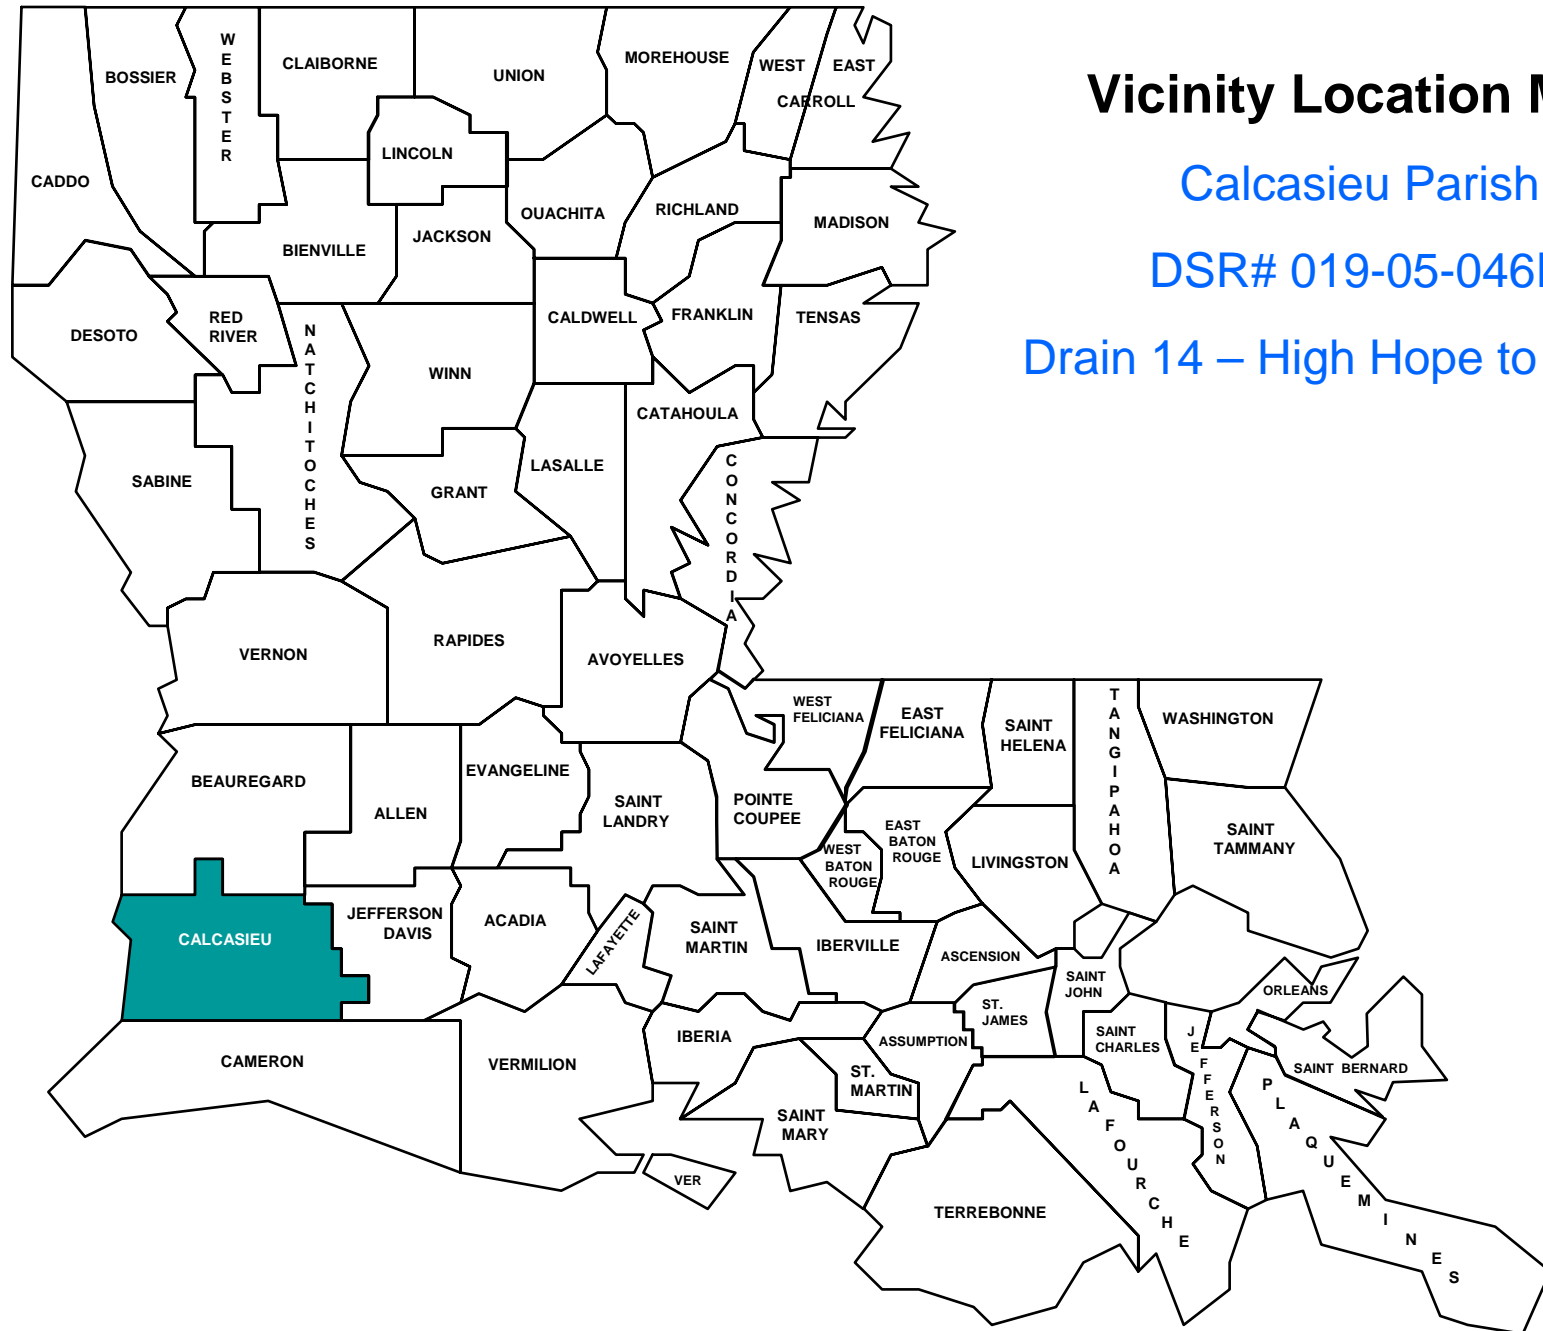 Vicinity Location M
Calcasieu Parish
DSR# 019-05-046
Drain 14 – High Hope to
WEBSTER
BOSSIER
CLAIBORNE
UNION
MOREHOUSE
WEST
EAST
CARROLL
LINCOLN
CADDO
OUACHITA
RICHLAND
MADISON
BIENVILLE
JACKSON
RED
RIVER
DESOTO
NATCHITOCHES
CALDWELL
FRANKLIN
TENSAS
WINN
CATAHOULA
SABINE
GRANT
LASALLE
CONCORDIA
VERNON
RAPIDES
AVOYELLES
WEST
FELICIANA
EAST
FELICIANA
SAINT
HELENA
TANGIPAHOA
WASHINGTON
BEAUREGARD
ALLEN
EVANGELINE
SAINT
LANDRY
POINTE
COUPEE
WEST
BATON
ROUGE
EAST
BATON
ROUGE
LIVINGSTON
SAINT
TAMMANY
CALCASIEU
JEFFERSON
DAVIS
ACADIA
LAFAYETTE
SAINT
MARTIN
IBERVILLE
ASCENSION
SAINT
JOHN
ORLEANS
ST.
JAMES
CAMERON
VERMILION
IBERIA
ASSUMPTION
SAINT
CHARLES
JEFFERSON
SAINT BERNARD
ST.
MARTIN
SAINT
MARY
LAFOURCHE
PLAQUEMINES
VER
TERREBONNE